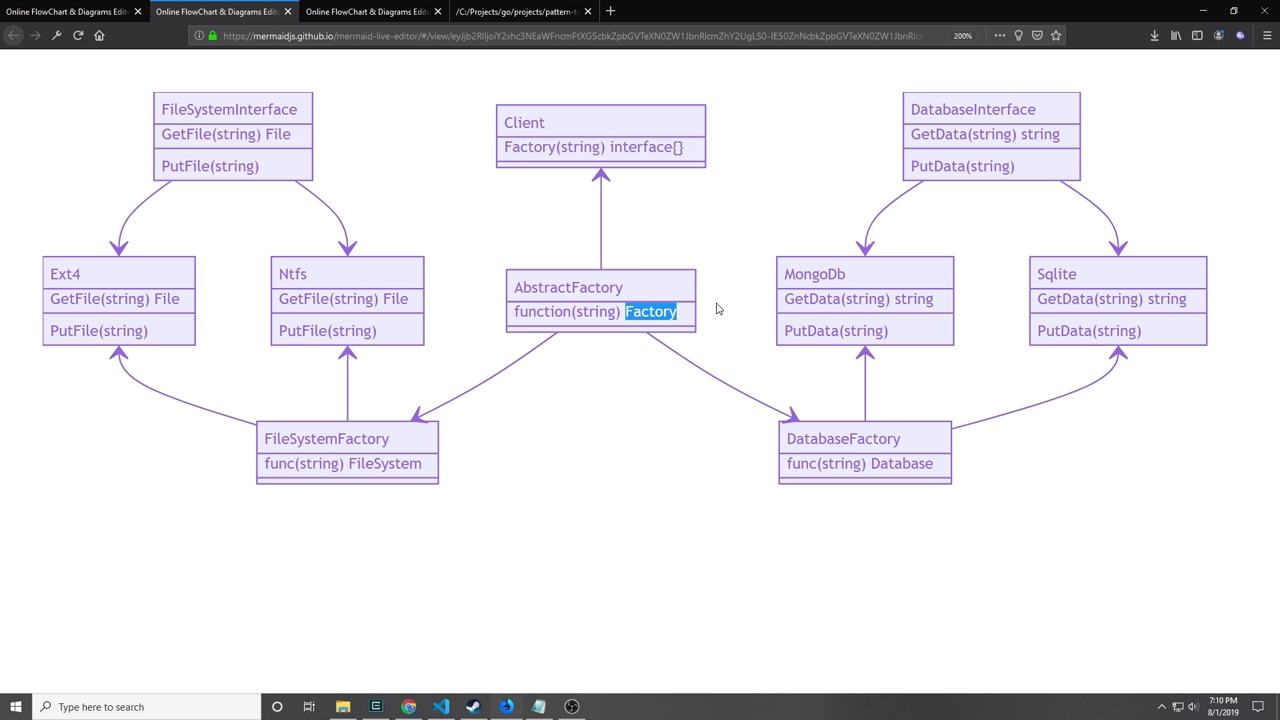 Online FlowChart & Diagrams Edit
Online FlowChart & Diagrams Edit
Online FlowChart & Diagrams Edit
/C:/Projects/go/projects/pattern-t
https://mermaidjs.github.io/mermaid-live-editor/#/view/
200%
FileSystemInterface
GetFile(string) File
PutFile(string)
Client
Factory(string) interface{}
DatabaseInterface
GetData(string) string
PutData(string)
Ext4
GetFile(string) File
PutFile(string)
Ntfs
GetFile(string) File
PutFile(string)
AbstractFactory
function(string) Factory
MongoDb
GetData(string) string
PutData(string)
Sqlite
GetData(string) string
PutData(string)
FileSystemFactory
func(string) FileSystem
DatabaseFactory
func(string) Database
Type here to search
7:10 PM
8/1/2019